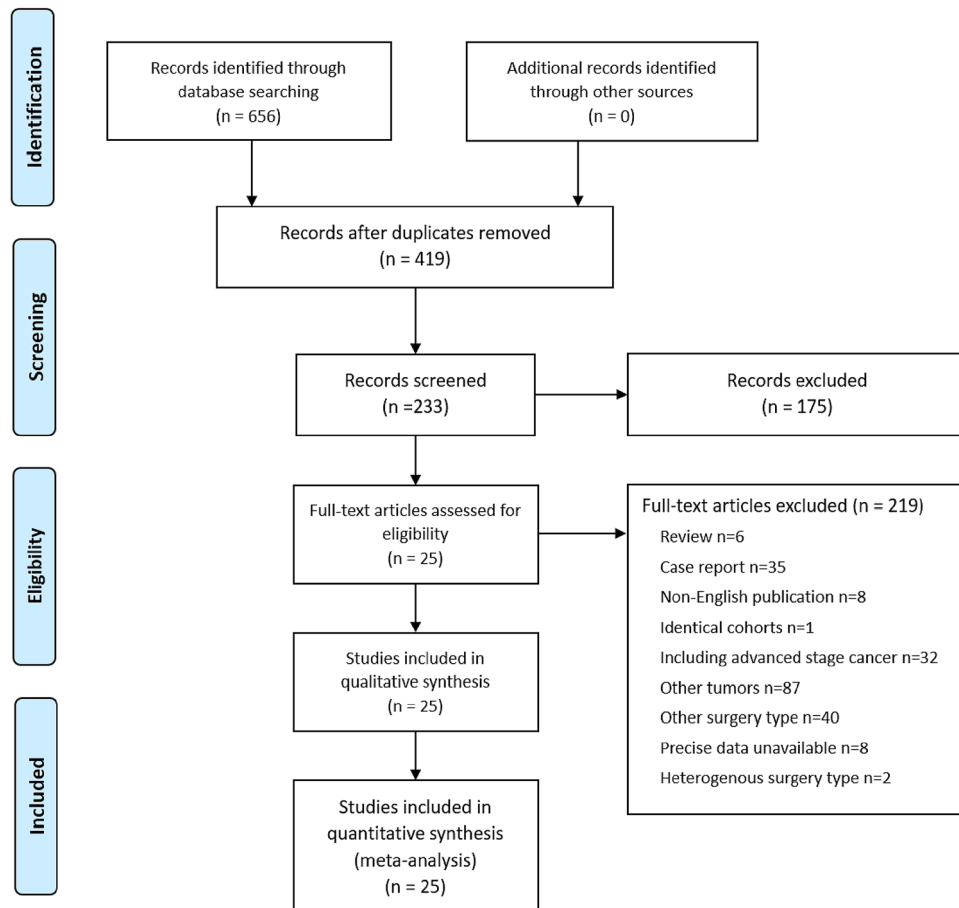 Identification
Records identified through
database searching
(n = 656)
Additional records identified
through other sources
(n = 0)
Records after duplicates removed
(n = 419)
Screening
Records screened
(n =233)
Records excluded
(n = 175)
Eligibility
Full-text articles assessed for
eligibility
(n = 25)
Full-text articles excluded (n = 219)
Review n=6
Case report n=35
Non-English publication n=8
Identical cohorts n=1
Including advanced stage cancer n=32
Other tumors n=87
Other surgery type n=40
Precise data unavailable n=8
Heterogenous surgery type n=2
Studies included in
qualitative synthesis
(n = 25)
Included
Studies included in
quantitative synthesis
(meta-analysis)
(n = 25)